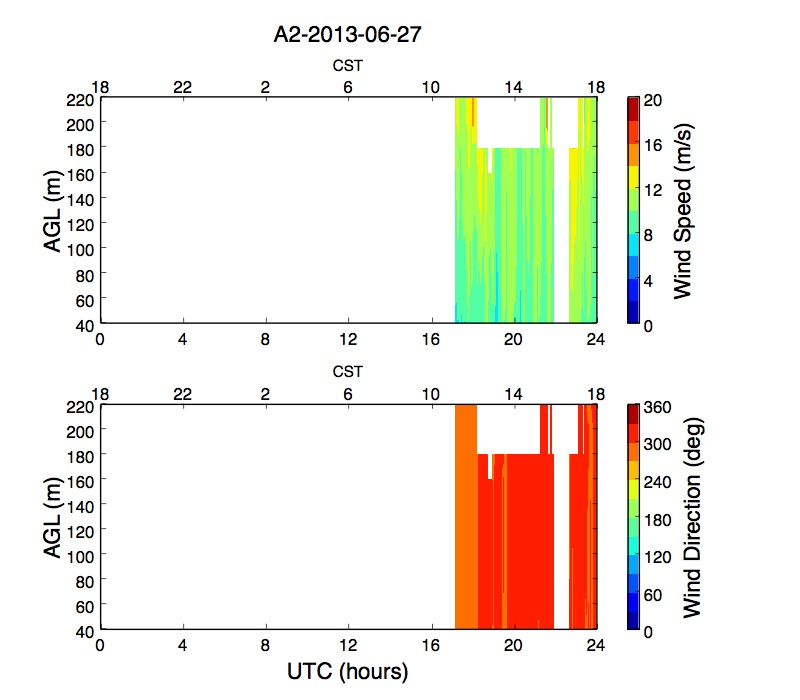 A2-2013-06-27
CST
18 22 2 6 10 14 18
220
200
180
160
140
120
100
80
60
40
AGL (m)
0 4 8 12 16 20 24
20
16
12
8
4
0
Wind Speed (m/s)
CST
18 22 2 6 10 14 18
220
200
180
160
140
120
100
80
60
40
AGL (m)
0 4 8 12 16 20 24
UTC (hours)
360
300
240
180
120
60
0
Wind Direction (deg)